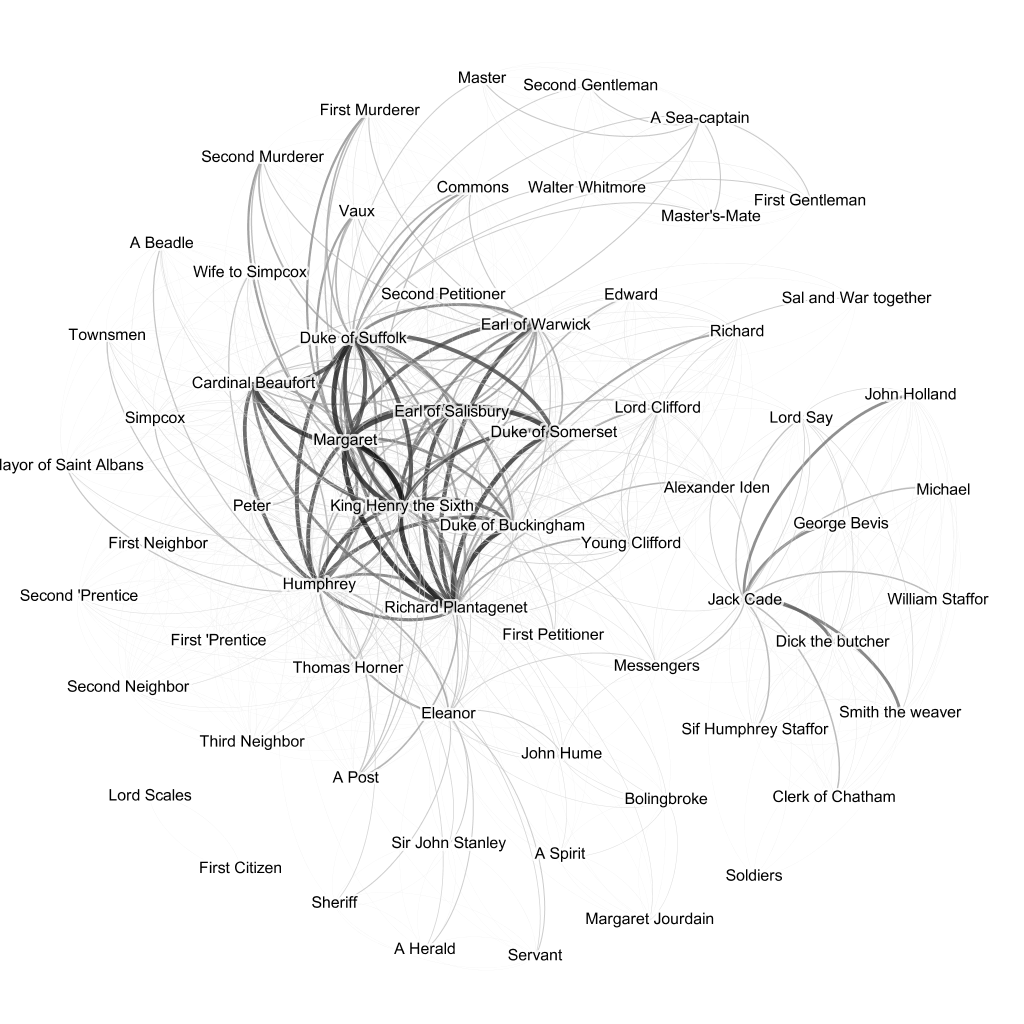 Master
Second Gentleman
First Murderer
A Sea-captain
Second Murderer
Commons
Walter Whitmore
First Gentleman
Vaux
Master's-Mate
A Beadle
Wife to Simpcox
Second Petitioner
Edward
Sal and War together
Earl of Warwick
Richard
Townsmen
Duke of Suffolk
Cardinal Beaufort
John Holland
Earl of Salisbury
Lord Clifford
Simpcox
Lord Say
Margaret
Duke of Somerset
layor of Saint Albans
Alexander Iden
Michael
Peter
King Henry the Sixth
Duke of Buckingham
George Bevis
First Neighbor
Young Clifford
Humphrey
Second 'Prentice
Richard Plantagenet
Jack Cade
William Staffor
First 'Prentice
First Petitioner
Dick the butcher
Thomas Horner
Messengers
Second Neighbor
Eleanor
Smith the weaver
Sif Humphrey Staffor
Third Neighbor
John Hume
A Post
Lord Scales
Bolingbroke
Clerk of Chatham
Sir John Stanley
A Spirit
First Citizen
Soldiers
Sheriff
Margaret Jourdain
A Herald
Servant